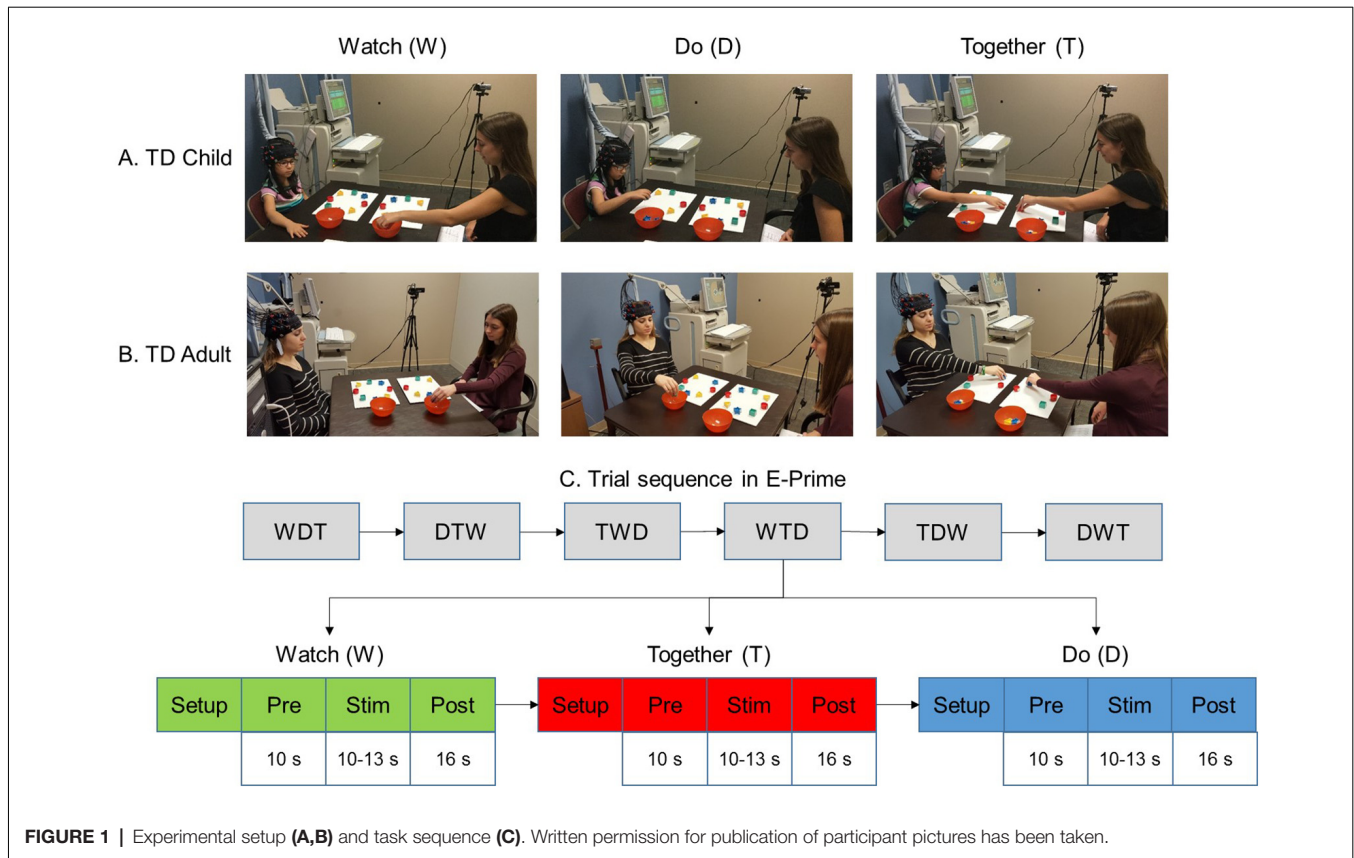 Watch (W) Do (D) Together (T)
A. TD Child
B. TD Adult
C. Trial sequence in E-Prime
WDT DTW TWD WTD TDW DWT
Watch (W) Together (T) Do (D)
Setup Pre Stim Post Setup Pre Stim Post Setup Pre Stim Post
10 s 10-13 s 16 s 10 s 10-13 s 16 s 10 s 10-13 s 16 s
FIGURE 1 | Experimental setup (A,B) and task sequence (C). Written permission for publication of participant pictures has been taken.